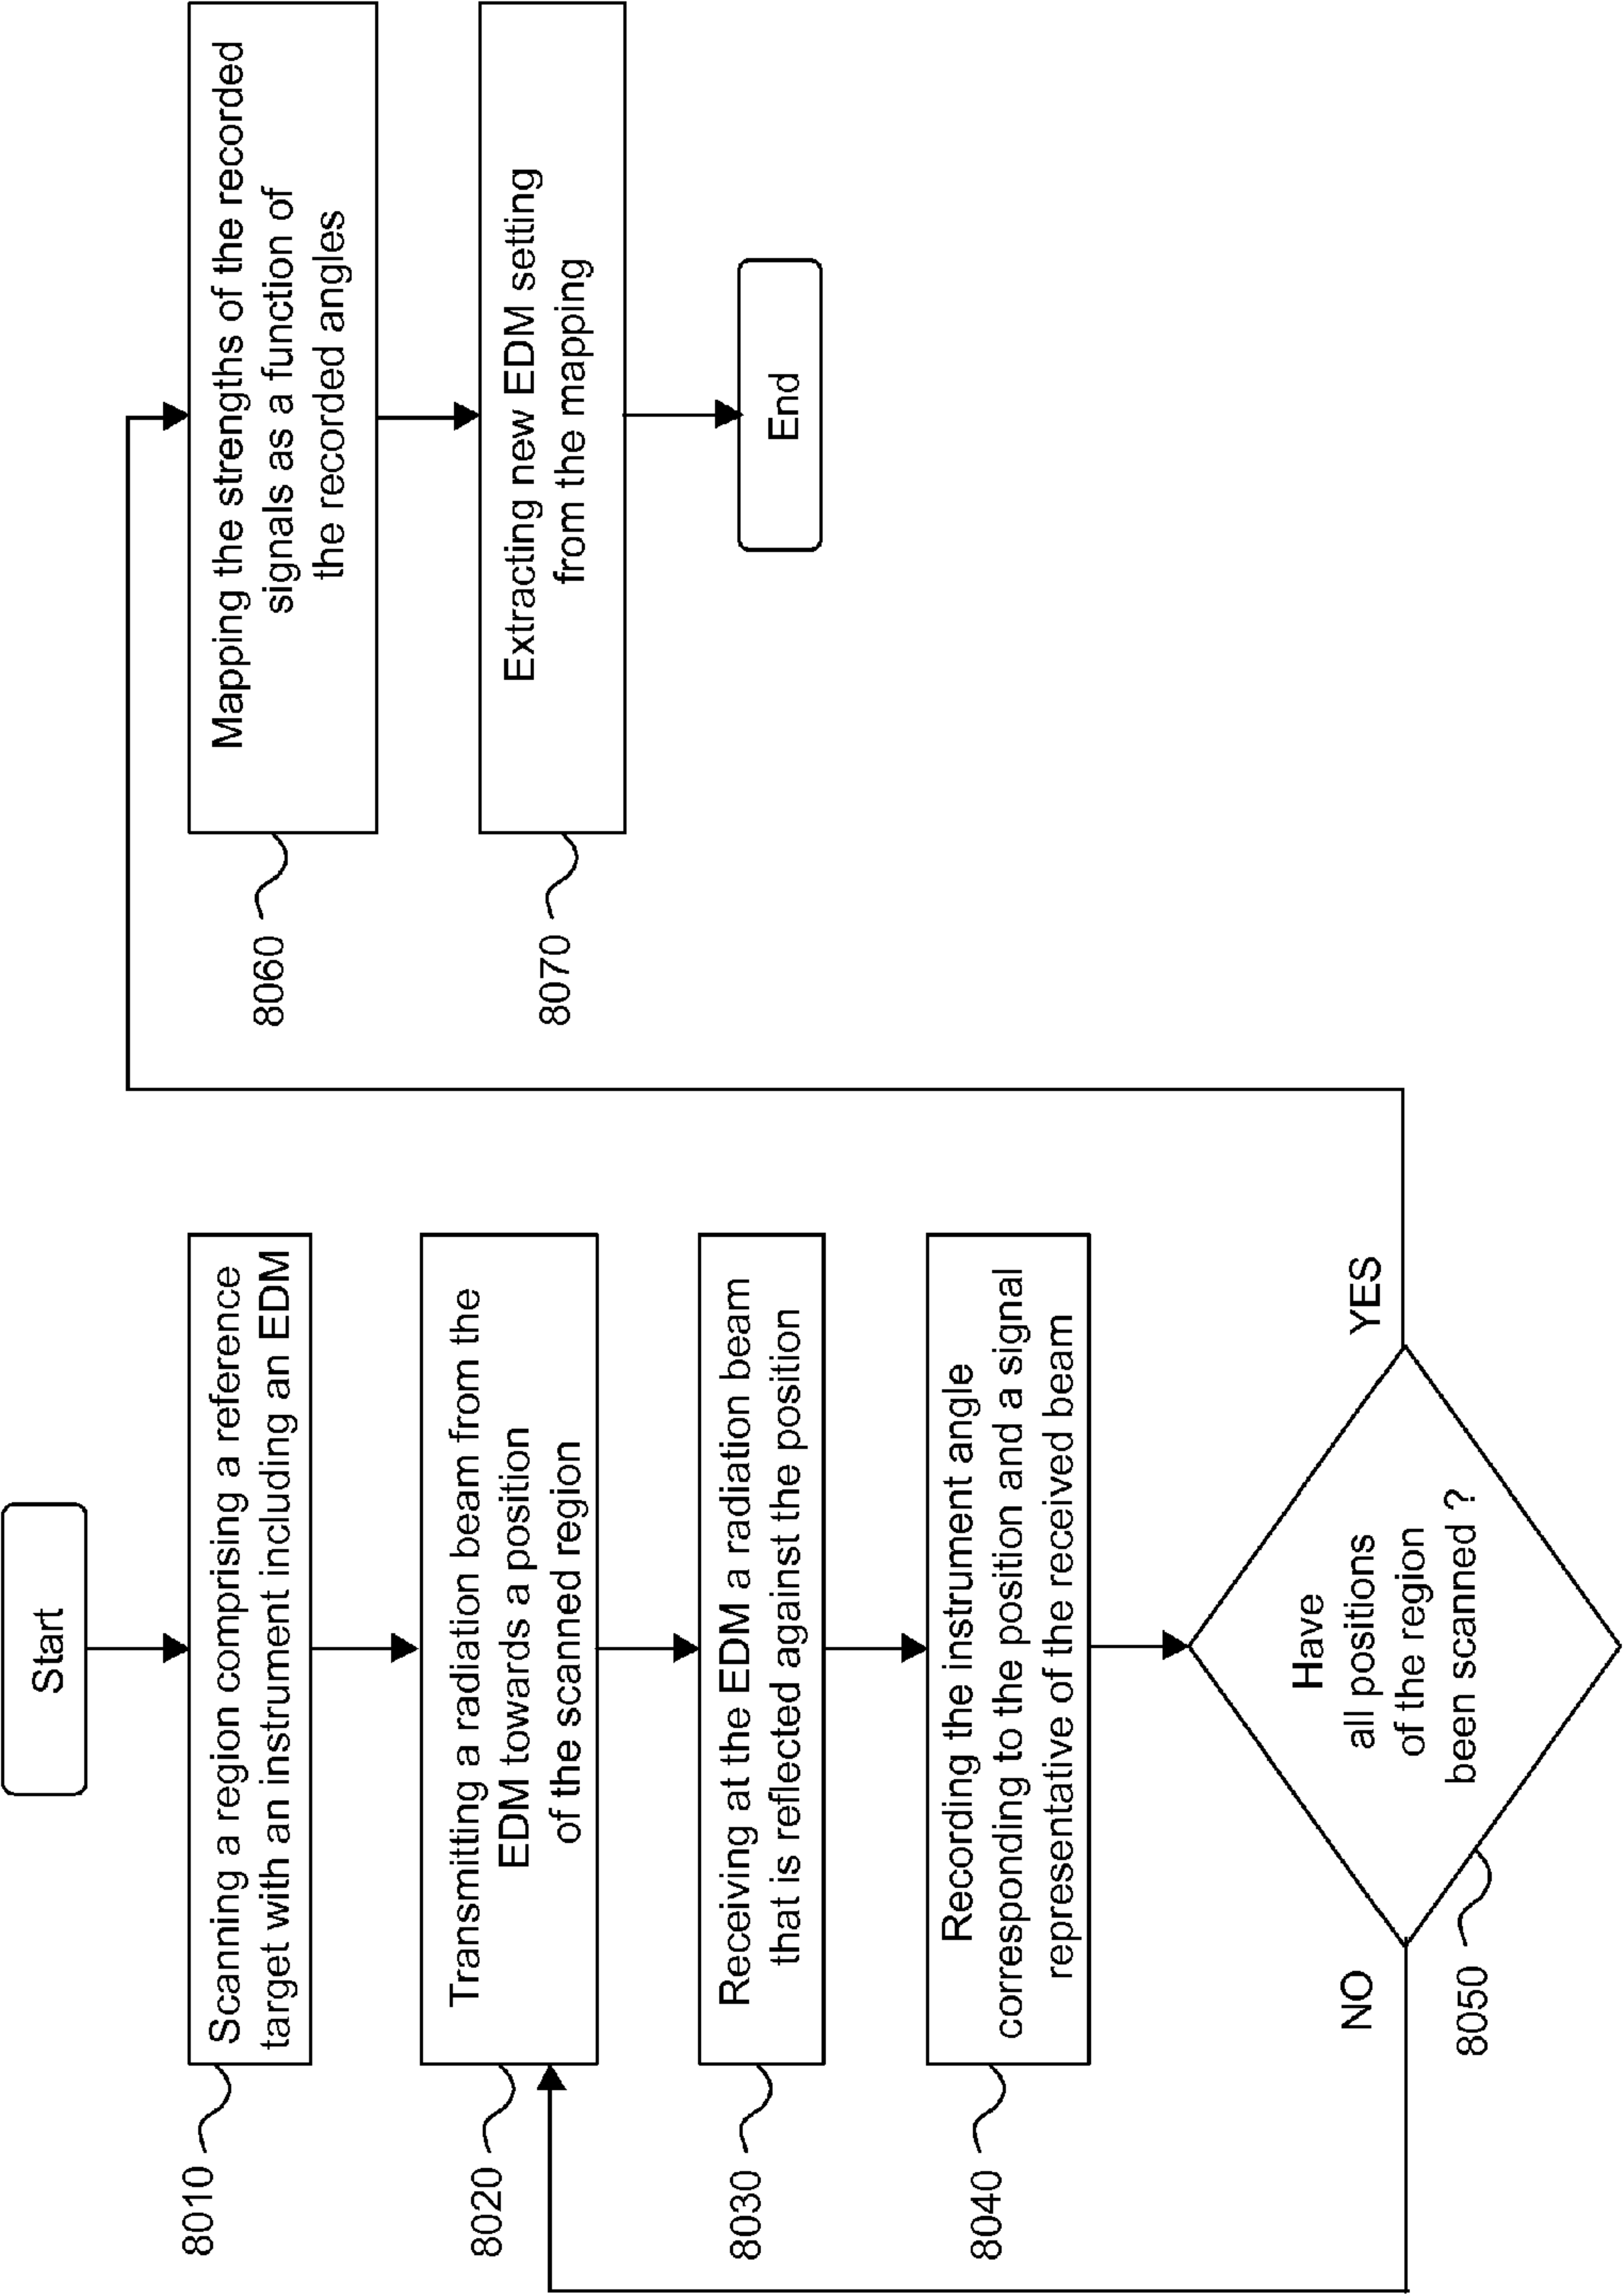 Start
8010
Scanning a region comprising a reference
target with an instrument including an EDM
8020
Transmitting a radiation beam from the
EDM towards a position
of the scanned region
8030
Receiving at the EDM a radiation beam
that is reflected against the position
8040
Recording the instrument angle
corresponding to the position and a signal
representative of the received beam
NO
8050
Have
all positions
of the region
been scanned ?
YES
8060
Mapping the strengths of the recorded
signals as a function of
the recorded angles
8070
Extracting new EDM setting
from the mapping
End